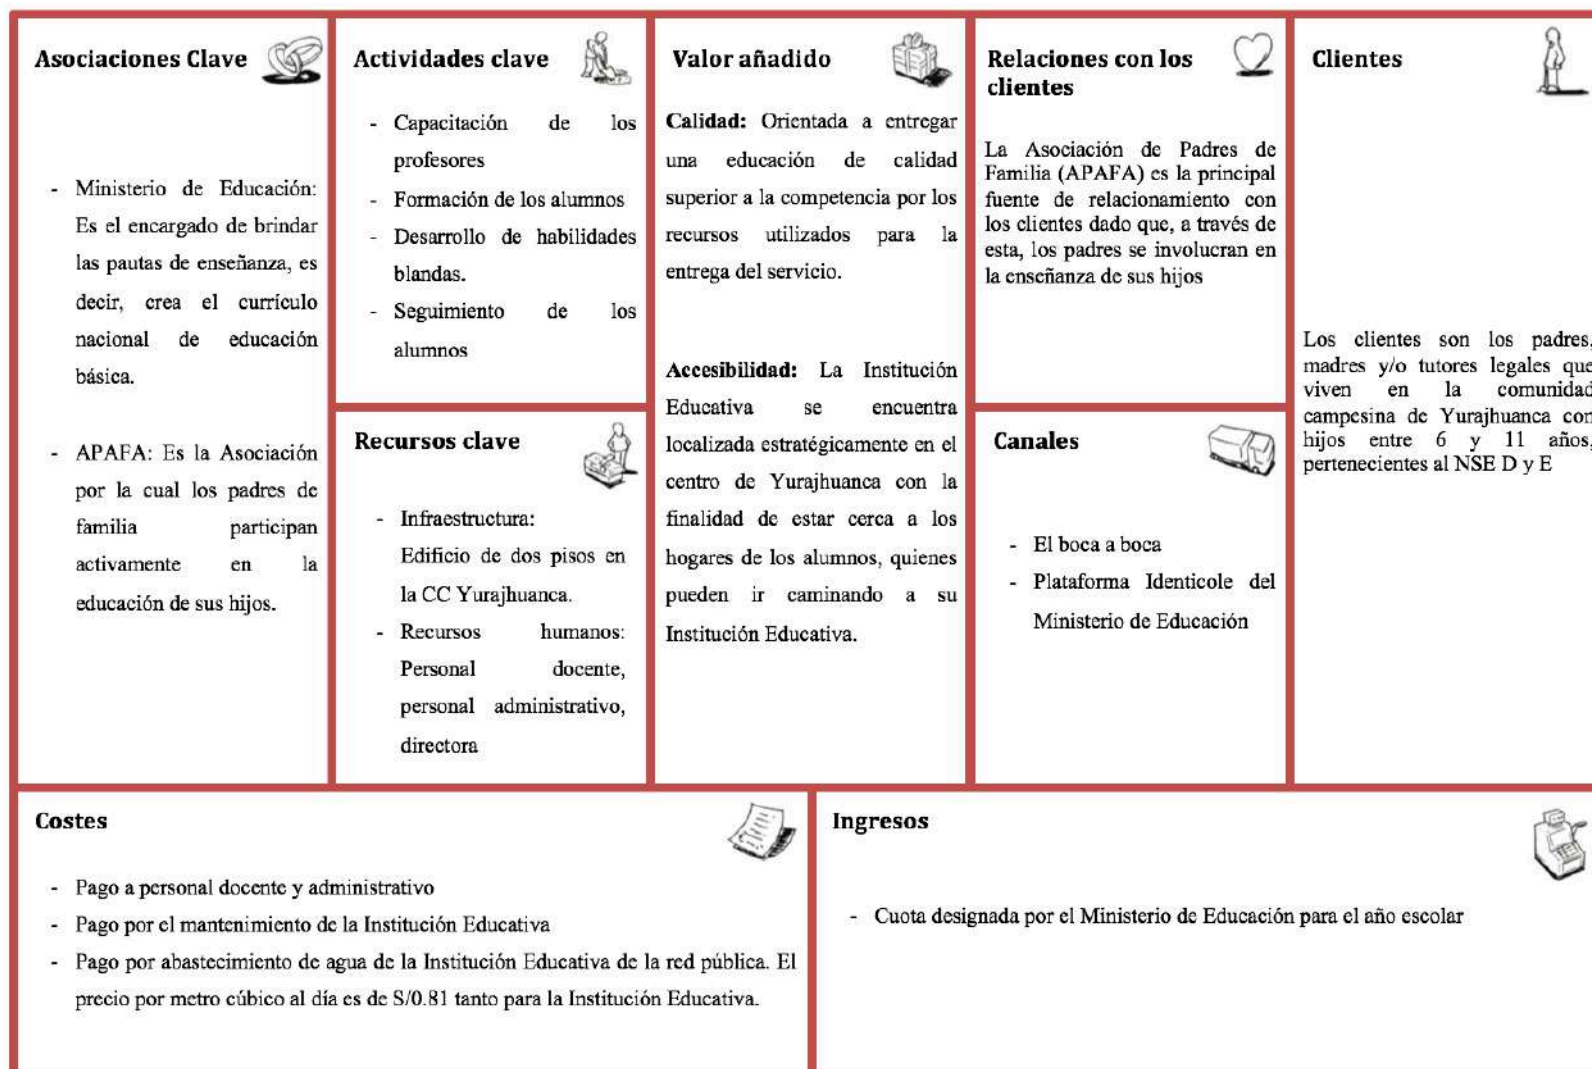 Asociaciones Clave
- Ministerio de Educación:
Es el encargado de brindar
las pautas de enseñanza, es
decir, crea el currículo
nacional de educación
básica.
- APAFA: Es la Asociación
por la cual los padres de
familia participan
activamente en la
educación de sus hijos.
Actividades clave
- Capacitación de los
profesores
- Formación de los alumnos
- Desarrollo de habilidades
blandas.
- Seguimiento de los
alumnos
Recursos clave
- Infraestructura:
Edificio de dos pisos en
la CC Yurajhuanca.
- Recursos humanos:
Personal docente,
personal administrativo,
directora
Valor añadido
Calidad: Orientada a entregar
una educación de calidad
superior a la competencia por los
recursos utilizados para la
entrega del servicio.
Accesibilidad: La Institución
Educativa se encuentra
localizada estratégicamente en el
centro de Yurajhuanca con la
finalidad de estar cerca a los
hogares de los alumnos, quienes
pueden ir caminando a su
Institución Educativa.
Relaciones con los
clientes
La Asociación de Padres de
Familia (APAFA) es la principal
fuente de relacionamiento con
los clientes dado que, a través de
esta, los padres se involucran en
la enseñanza de sus hijos
Canales
- El boca a boca
- Plataforma Identicole del
Ministerio de Educación
Clientes
Los clientes son los padres,
madres y/o tutores legales que
viven en la comunidad
campesina de Yurajhuanca con
hijos entre 6 y 11 años,
pertenecientes al NSE D y E
Costes
- Pago a personal docente y administrativo
- Pago por el mantenimiento de la Institución Educativa
- Pago por abastecimiento de agua de la Institución Educativa de la red pública. El
precio por metro cúbico al día es de S/0.81 tanto para la Institución Educativa.
Ingresos
- Cuota designada por el Ministerio de Educación para el año escolar